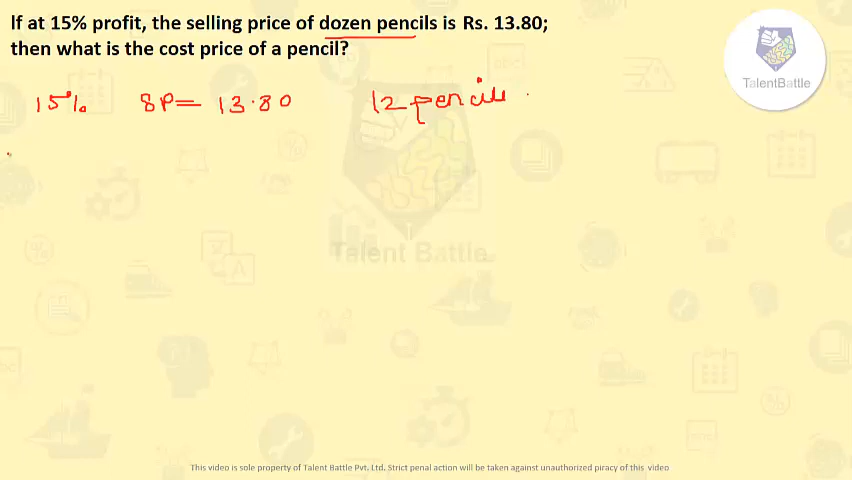 If at 15% profit, the selling price of dozen pencils is Rs. 13.80;
then what is the cost price of a pencil?
TalentBattle
15% SP= 13.80 12 pencils
Talent Battle
This video is sole property of Talent Battle Pvt. Ltd. Strict penal action will be taken against unauthorized piracy of this video